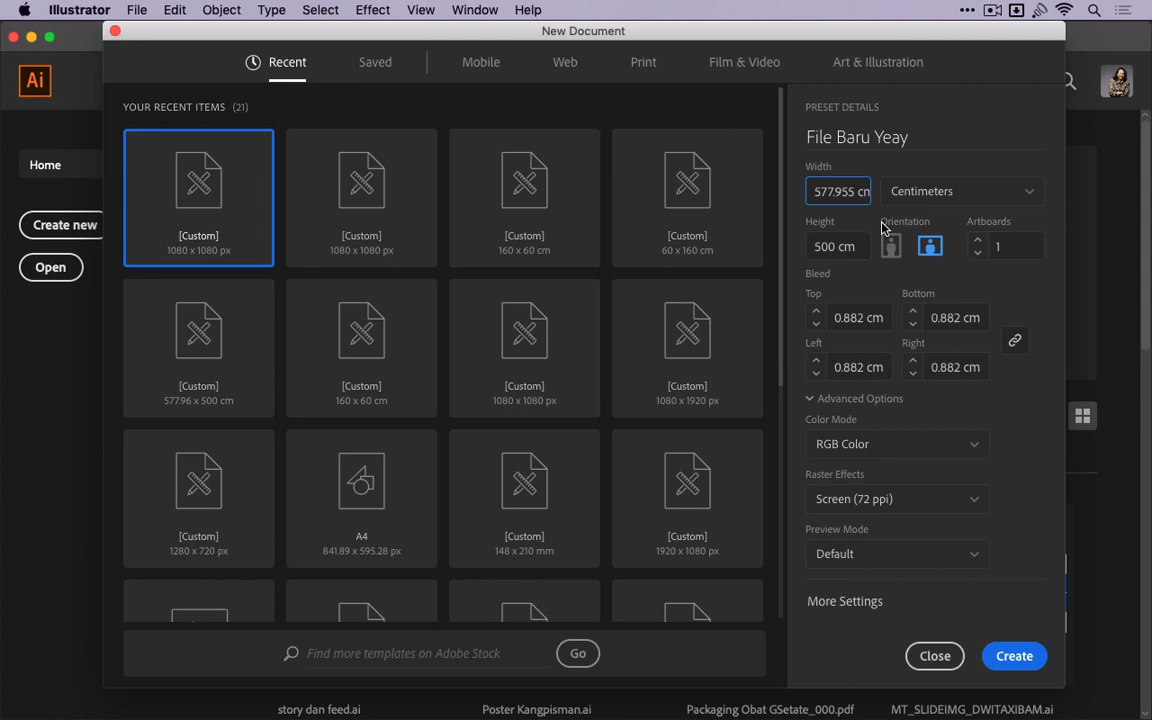 Illustrator File Edit Object Type Select Effect View Window Help
New Document
Ai
Recent Saved Mobile Web Print Film & Video Art & Illustration
Home
Create new
Open
YOUR RECENT ITEMS (21)
[Custom] [Custom] [Custom] [Custom]
1080 x 1080 px 1080 x 1080 px 160 x 60 cm 60 x 160 cm
[Custom] [Custom] [Custom] [Custom]
577.96 x 500 cm 160 x 60 cm 1080 x 1080 px 1080 x 1920 px
[Custom] A4 [Custom] [Custom]
1280 x 720 px 841.89 x 595.28 px 148 x 210 mm 1920 x 1080 px
Find more templates on Adobe Stock Go
PRESET DETAILS
File Baru Yeay
Width
577.955 cm Centimeters
Height Orientation Artboards
500 cm 1
Bleed
Top Bottom
0.882 cm 0.882 cm
Left Right
0.882 cm 0.882 cm
Advanced Options
Color Mode
RGB Color
Raster Effects
Screen (72 ppi)
Preview Mode
Default
More Settings
Close Create
story dan feed.ai Poster Kangpisman.ai Packaging Obat GSetate_000.pdf MT_SLIDEIMG_DWITAXIBAM.ai